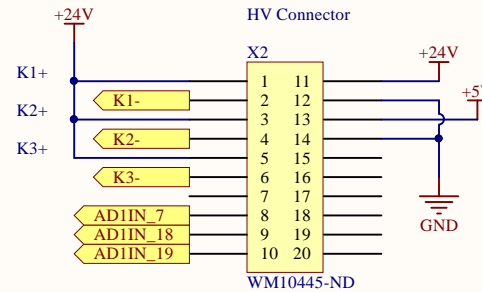 +24V HV Connector
X2 +24V
K1+ 1 11
K1- 2 12 +5
K2+ 3 13
K2- 4 14
K3+ 5 15
K3- 6 16
7 17
AD1IN_7 8 18 GND
AD1IN_18 9 19
AD1IN_19 10 20
WM10445-ND